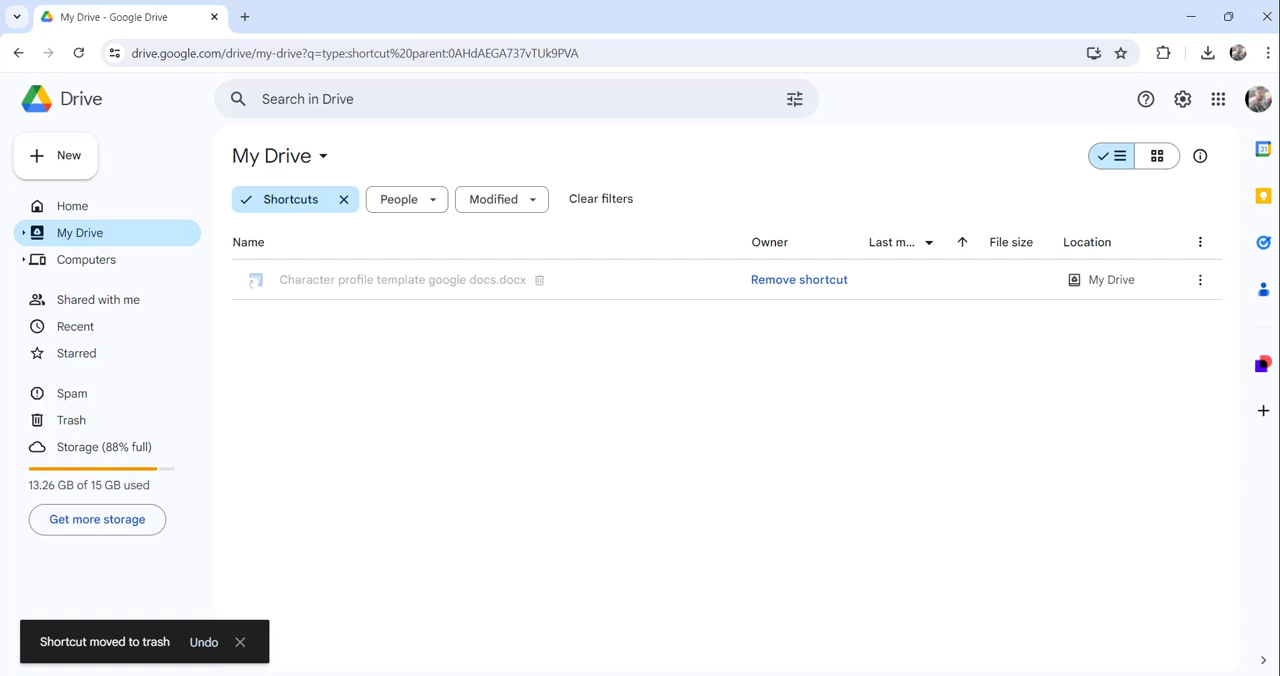 My Drive - Google Drive
drive.google.com/drive/my-drive?q=type:shortcut%20parent:0AHdAEGA737vTUk9PVA
Drive
Search in Drive
New
My Drive
Shortcuts
People
Modified
Clear filters
Home
My Drive
Computers
Shared with me
Recent
Starred
Spam
Trash
Storage (88% full)
13.26 GB of 15 GB used
Get more storage
Name Owner Last m... File size Location
Character profile template google docs.docx Remove shortcut My Drive
31
Shortcut moved to trash Undo